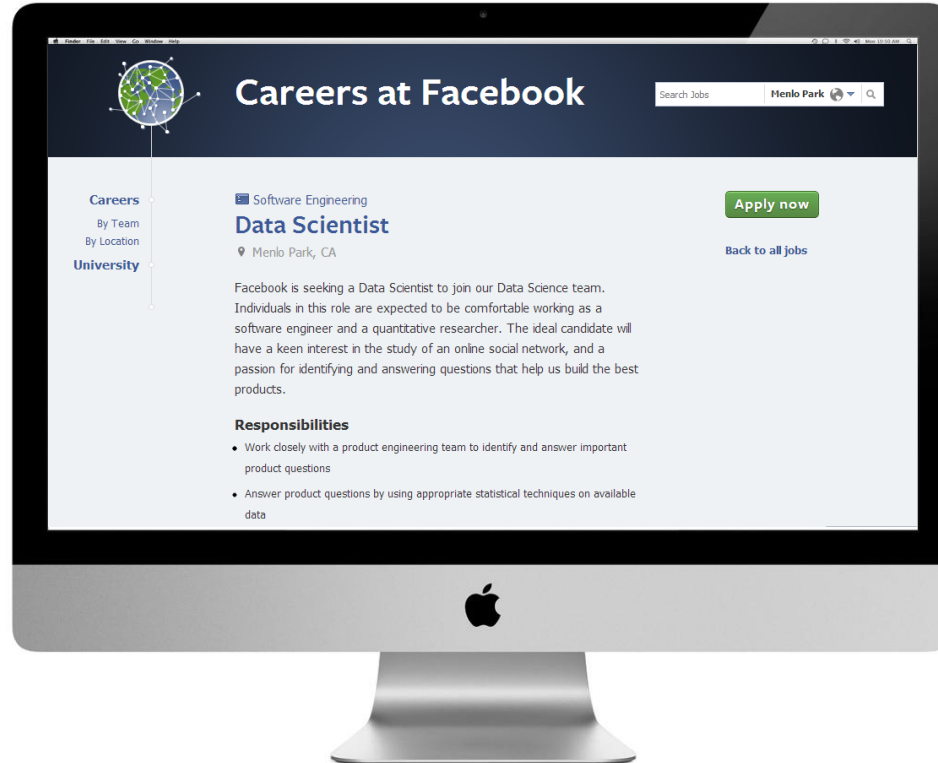 Finder File Edit View Go Window Help
Mon 10:50 AM
Careers at Facebook
Search Jobs
Menlo Park
Careers
By Team
By Location
University
Software Engineering
Data Scientist
Menlo Park, CA
Apply now
Back to all jobs
Facebook is seeking a Data Scientist to join our Data Science team.
Individuals in this role are expected to be comfortable working as a
software engineer and a quantitative researcher. The ideal candidate will
have a keen interest in the study of an online social network, and a
passion for identifying and answering questions that help us build the best
products.
Responsibilities
Work closely with a product engineering team to identify and answer important
product questions
Answer product questions by using appropriate statistical techniques on available
data